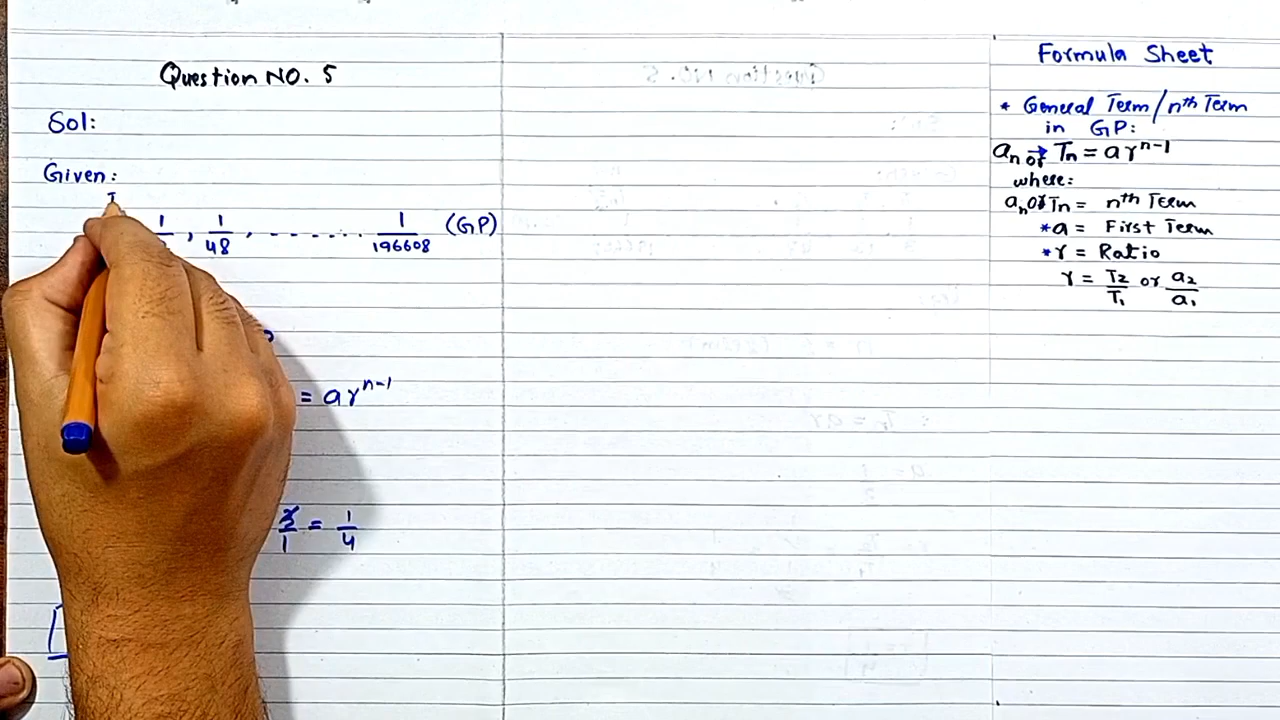 Question NO. 5
Sol:
Given:
1/ , 1/48 , - - - - - - - 1/196608 (GP)
= ar^(n-1)
2/1 = 1/4
Formula Sheet
* General Term/nth Term
in GP:
an or → Tn = ar^(n-1)
where:
an or Tn = nth Term
*a = First Term
*r = Ratio
r = T2/T1 or a2/a1